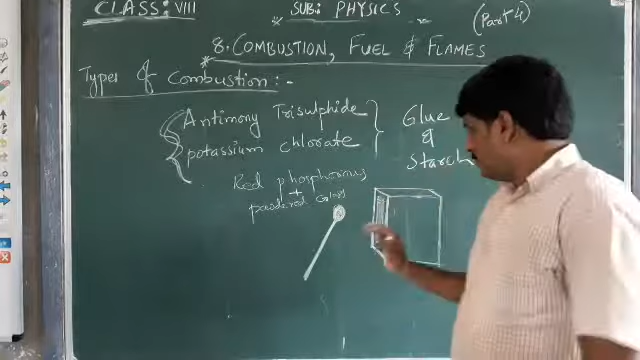 CLASS: VIII
SUB: PHYSICS
(Part 4)
8. COMBUSTION, FUEL & FLAMES
Types of Combustion:-
Antimony Trisulphide
potassium chlorate
Glue
&
Starch
Red phosphorus
+
powdered Glass